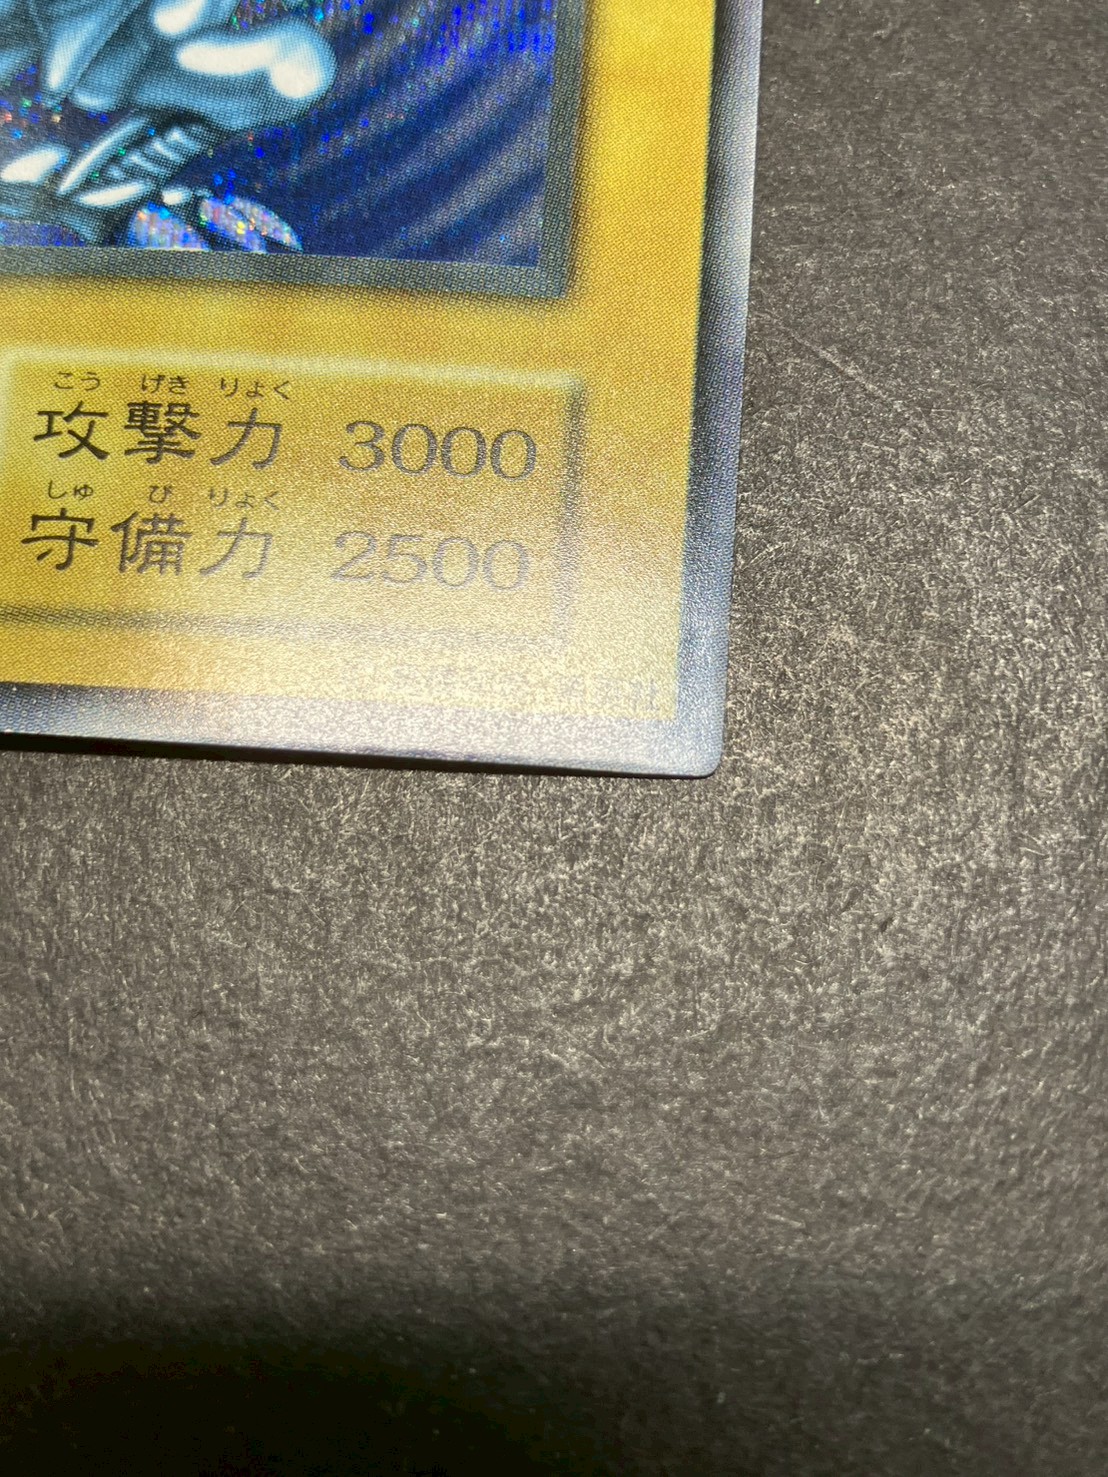 こう げき りょく
攻撃力 3000
しゅ び りょく
守備力 2500